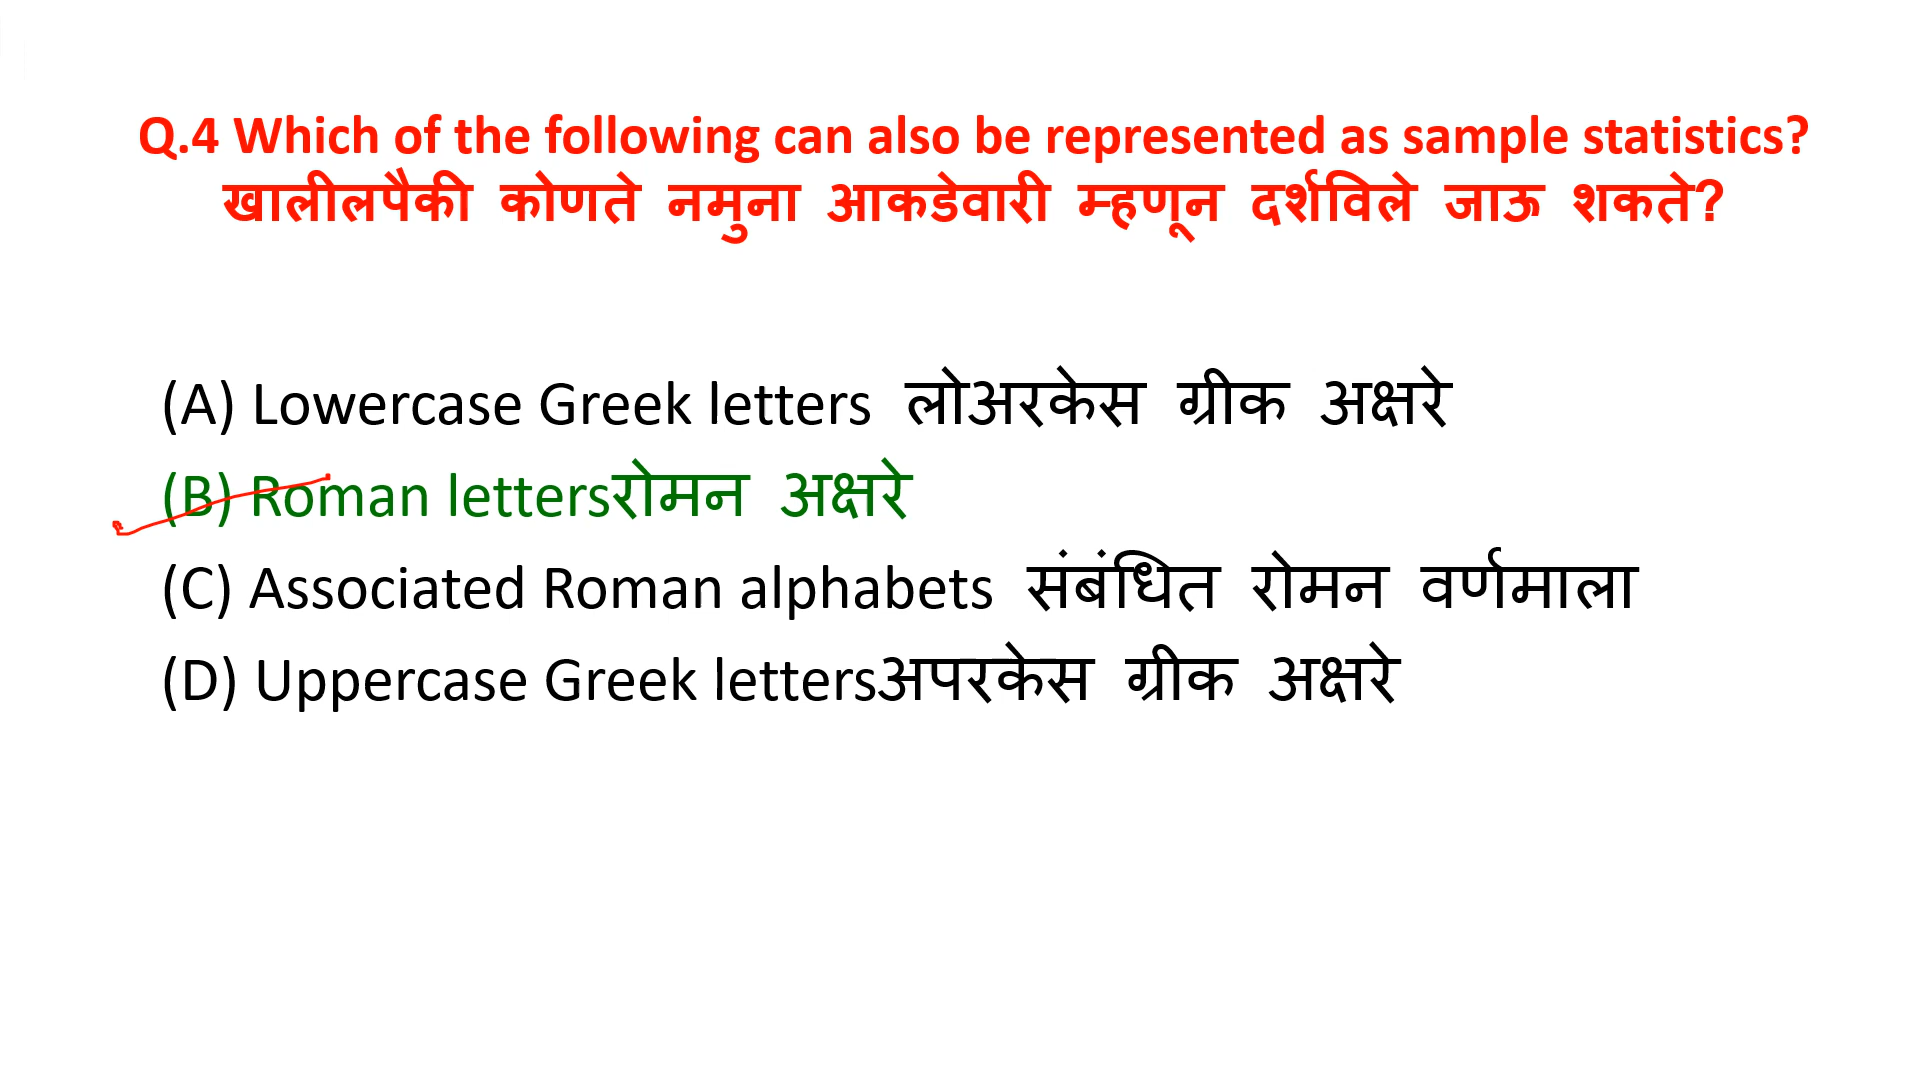 Q.4 Which of the following can also be represented as sample statistics?
खालीलपैकी कोणते नमुना आकडेवारी म्हणून दर्शविले जाऊ शकते?
(A) Lowercase Greek letters लोअरकेस ग्रीक अक्षरे
(B) Roman lettersरोमन अक्षरे
(C) Associated Roman alphabets संबंधित रोमन वर्णमाला
(D) Uppercase Greek lettersअपरकेस ग्रीक अक्षरे